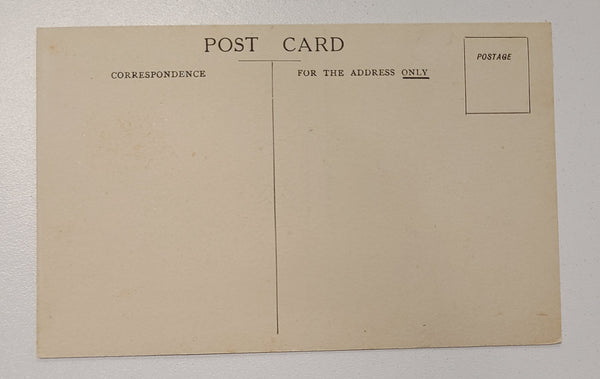 POST CARD
CORRESPONDENCE
FOR THE ADDRESS ONLY
POSTAGE